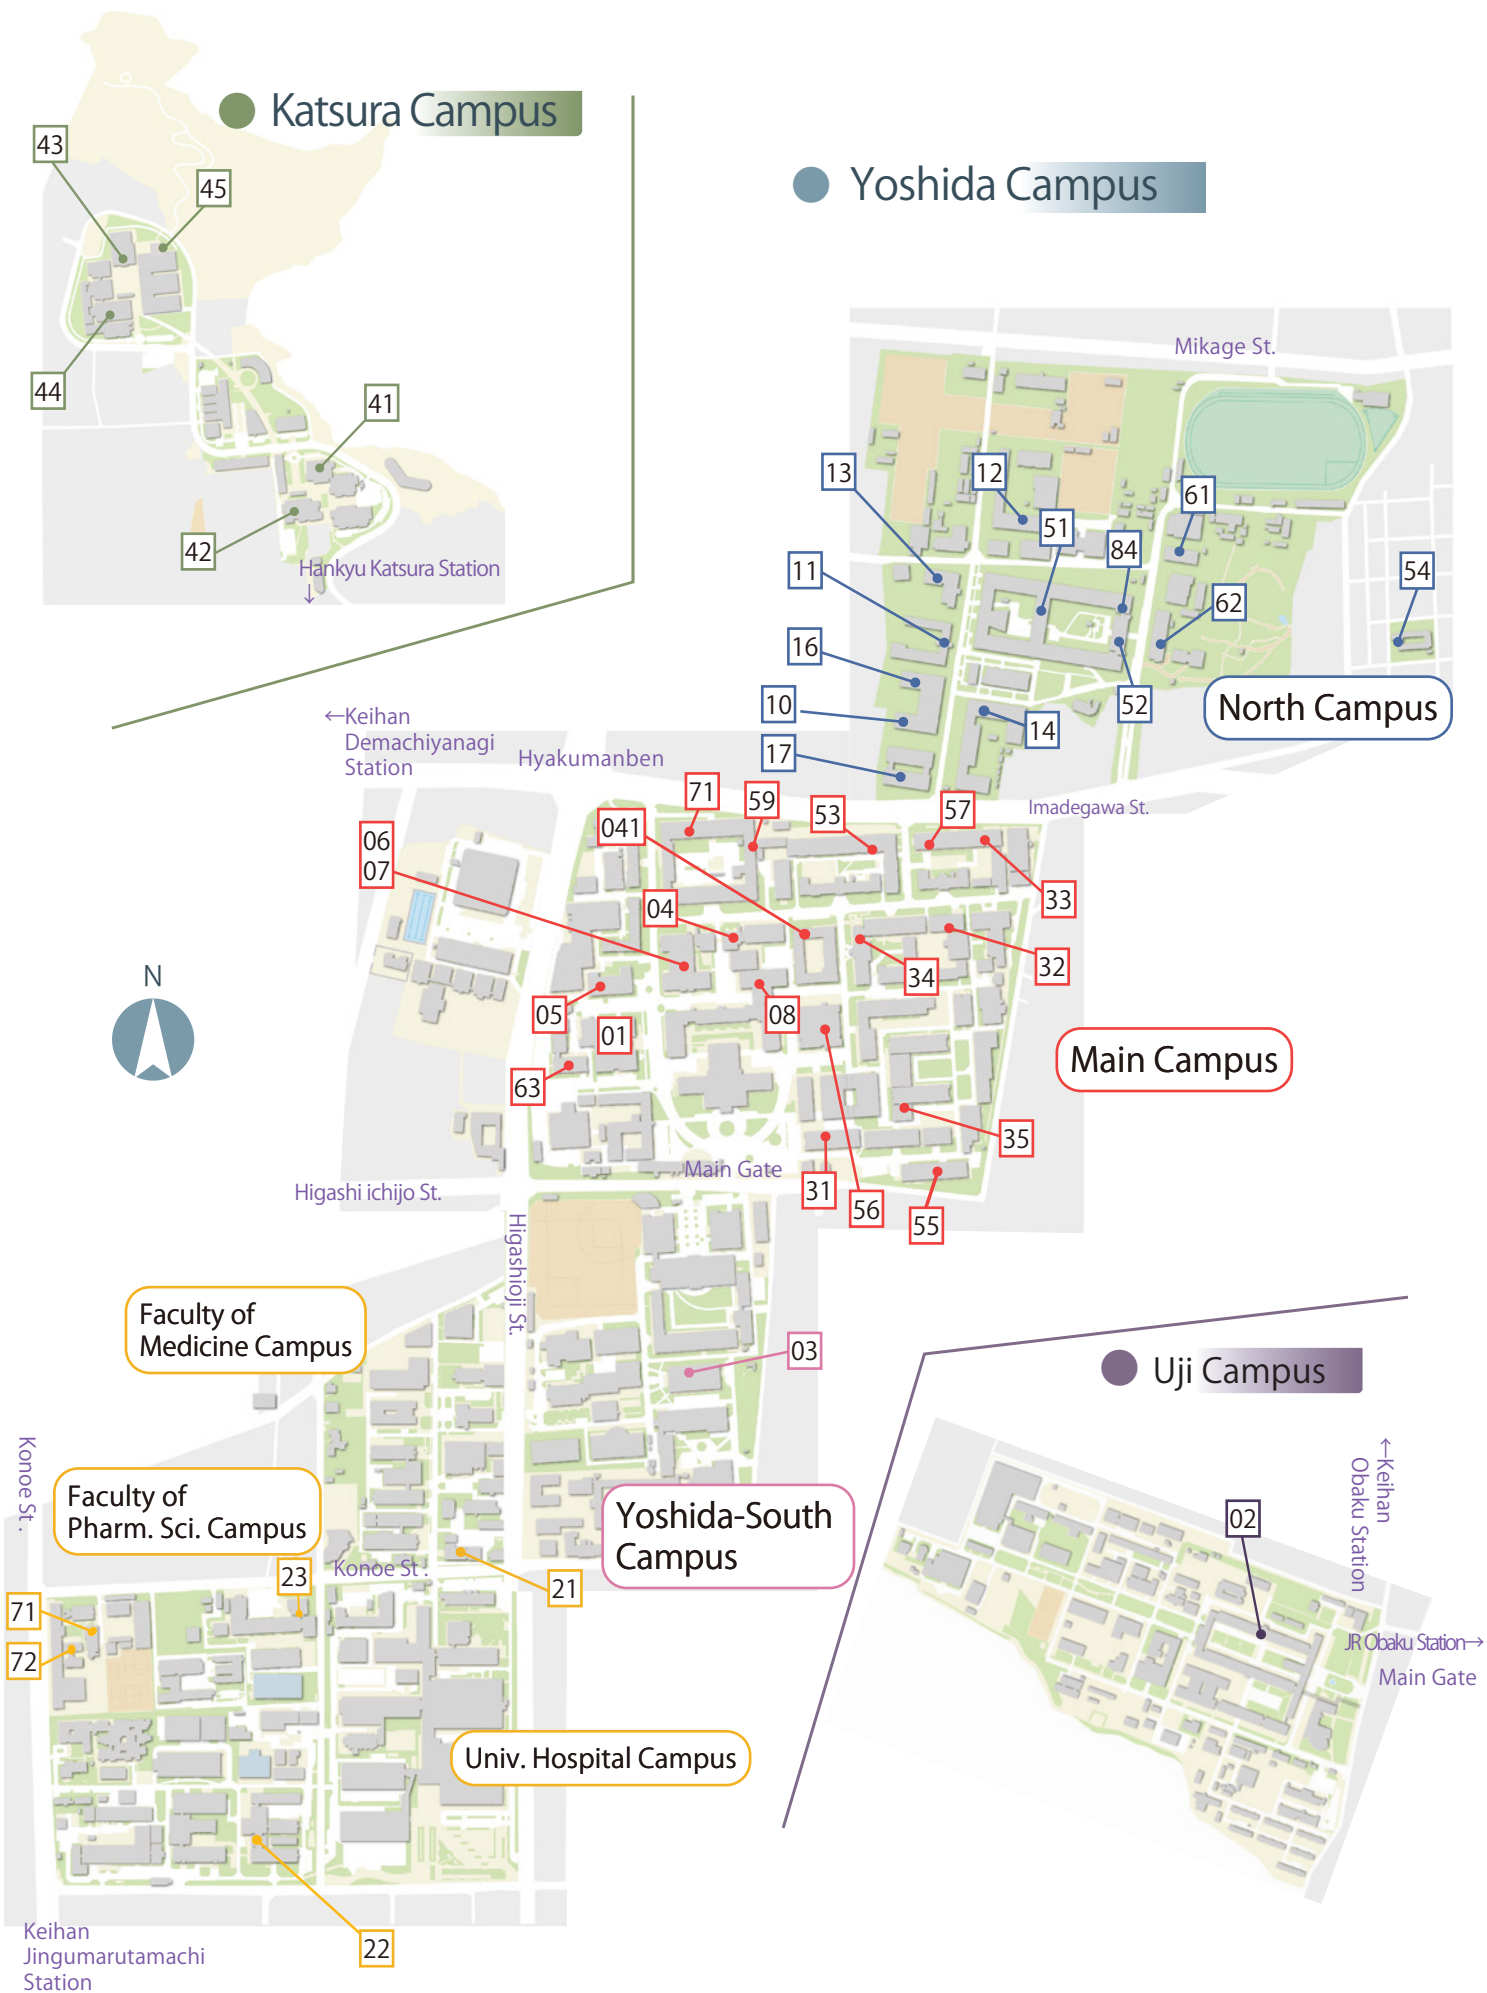 Katsura Campus
43
45
44
41
42
Hankyu Katsura Station
↓
Yoshida Campus
Mikage St.
13
12
61
51
84
11
54
62
16
10
52
14
17
North Campus
←Keihan
Demachiyanagi
Station
Hyakumanben
Imadegawa St.
71
59
53
57
041
06
07
04
33
34
32
05
01
08
63
Main Campus
35
31
56
55
Main Gate
N
Higashi ichijo St.
Higashioji St.
Faculty of
Medicine Campus
03
Konoe St.
Faculty of
Pharm. Sci. Campus
Yoshida-South
Campus
Konoe St.
23
21
71
72
Univ. Hospital Campus
22
Keihan
Jingumarutamachi
Station
Uji Campus
←Keihan
Obaku Station
02
JR Obaku Station→
Main Gate